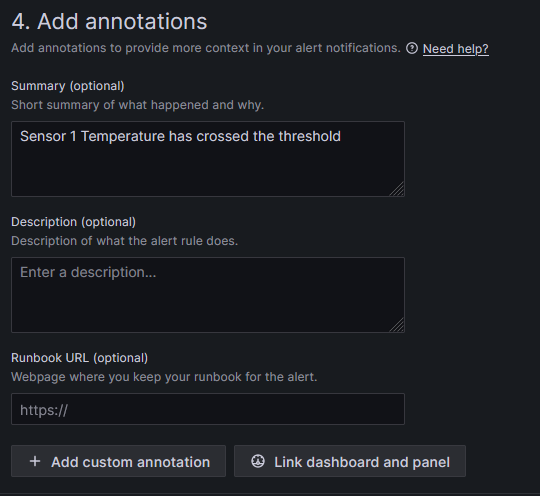 4. Add annotations
Add annotations to provide more context in your alert notifications. Need help?
Summary (optional)
Short summary of what happened and why.
Sensor 1 Temperature has crossed the threshold
Description (optional)
Description of what the alert rule does.
Enter a description...
Runbook URL (optional)
Webpage where you keep your runbook for the alert.
https://
+ Add custom annotation Link dashboard and panel